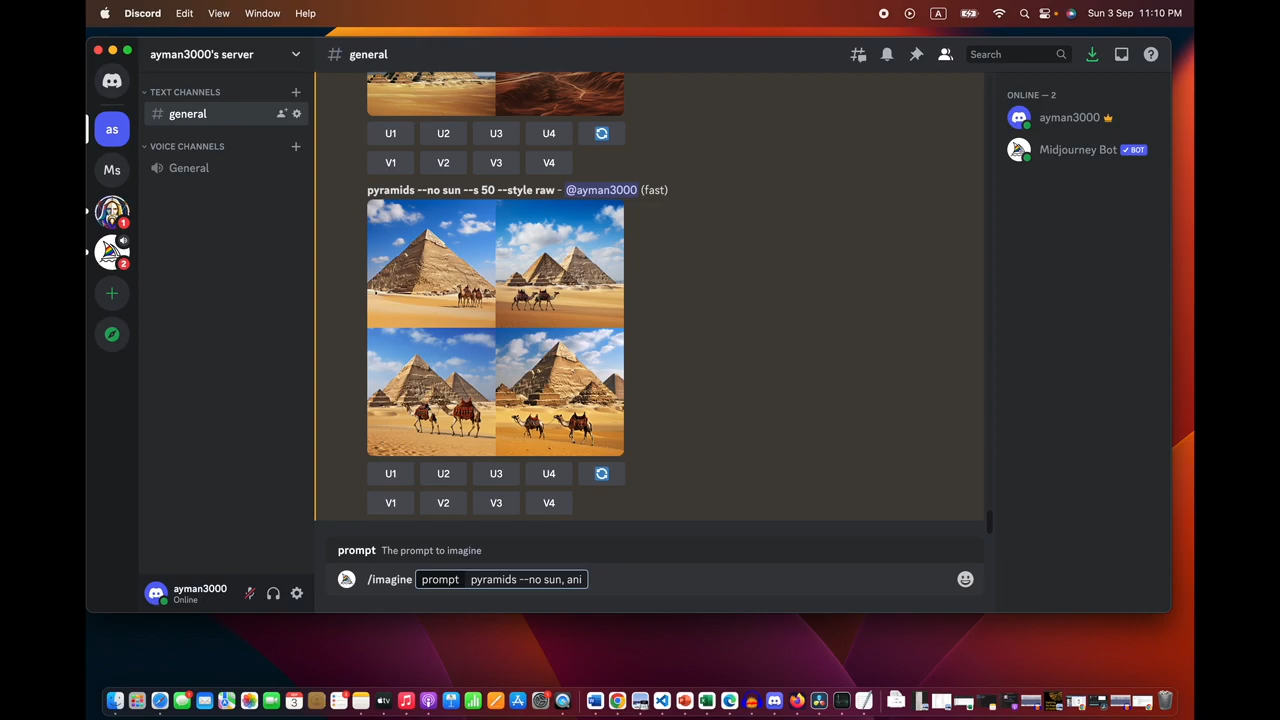 Discord Edit View Window Help
A
Sun 3 Sep 11:10 PM
ayman3000's server
general
Search
TEXT CHANNELS
general
VOICE CHANNELS
General
as
Ms
1
2
U1 U2 U3 U4
V1 V2 V3 V4
pyramids --no sun --s 50 --style raw - @ayman3000 (fast)
U1 U2 U3 U4
V1 V2 V3 V4
prompt The prompt to imagine
/imagine prompt pyramids --no sun, ani
ayman3000
Online
ONLINE — 2
ayman3000
Midjourney Bot ✓ BOT